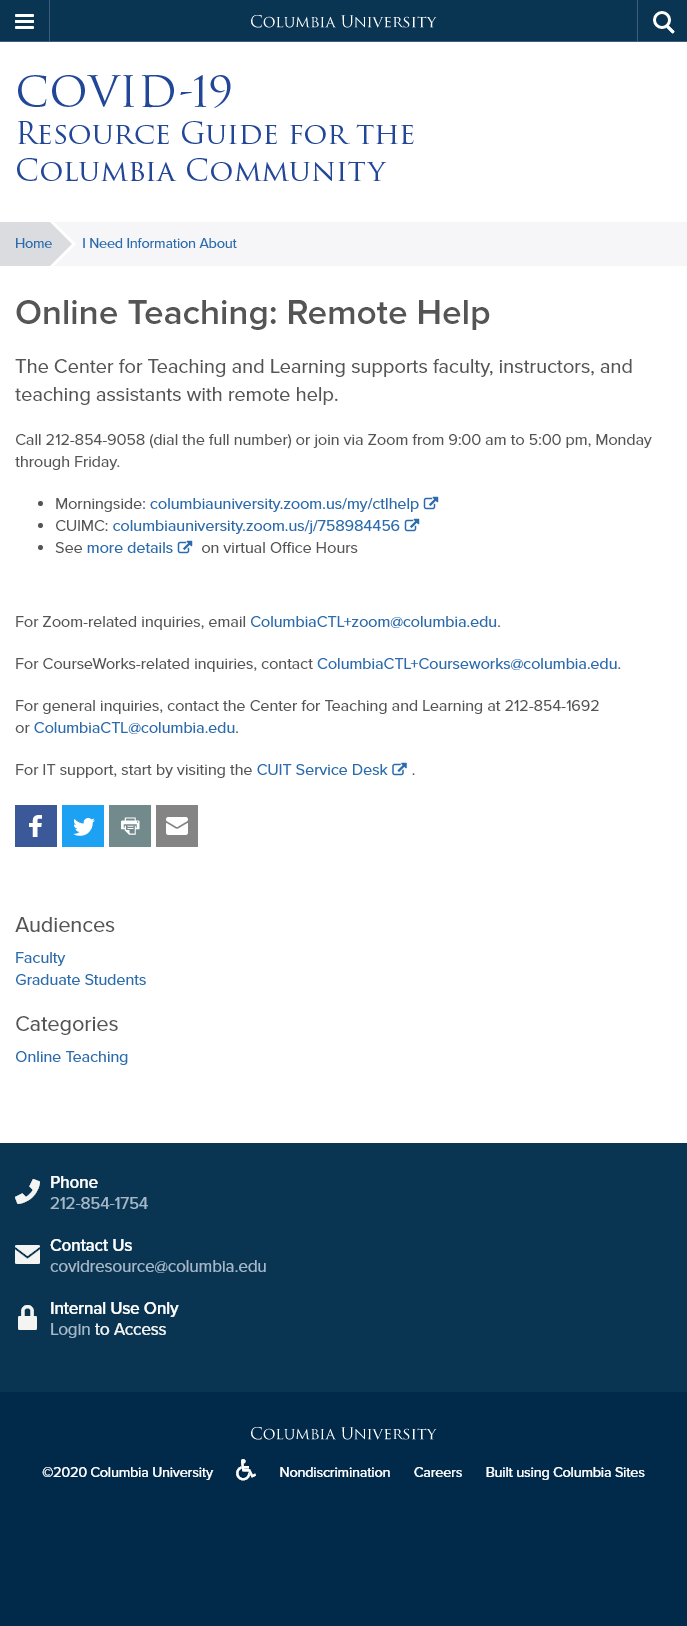 Columbia University
COVID-19
Resource Guide for the
Columbia Community
Home
I Need Information About
Online Teaching: Remote Help
The Center for Teaching and Learning supports faculty, instructors, and
teaching assistants with remote help.
Call 212-854-9058 (dial the full number) or join via Zoom from 9:00 am to 5:00 pm, Monday
through Friday.
• Morningside: columbiauniversity.zoom.us/my/ctlhelp
• CUIMC: columbiauniversity.zoom.us/j/758984456
• See more details on virtual Office Hours
For Zoom-related inquiries, email ColumbiaCTL+zoom@columbia.edu.
For CourseWorks-related inquiries, contact ColumbiaCTL+Courseworks@columbia.edu.
For general inquiries, contact the Center for Teaching and Learning at 212-854-1692
or ColumbiaCTL@columbia.edu.
For IT support, start by visiting the CUIT Service Desk .
Audiences
Faculty
Graduate Students
Categories
Online Teaching
Phone
212-854-1754
Contact Us
covidresource@columbia.edu
Internal Use Only
Login to Access
Columbia University
©2020 Columbia University Nondiscrimination Careers Built using Columbia Sites